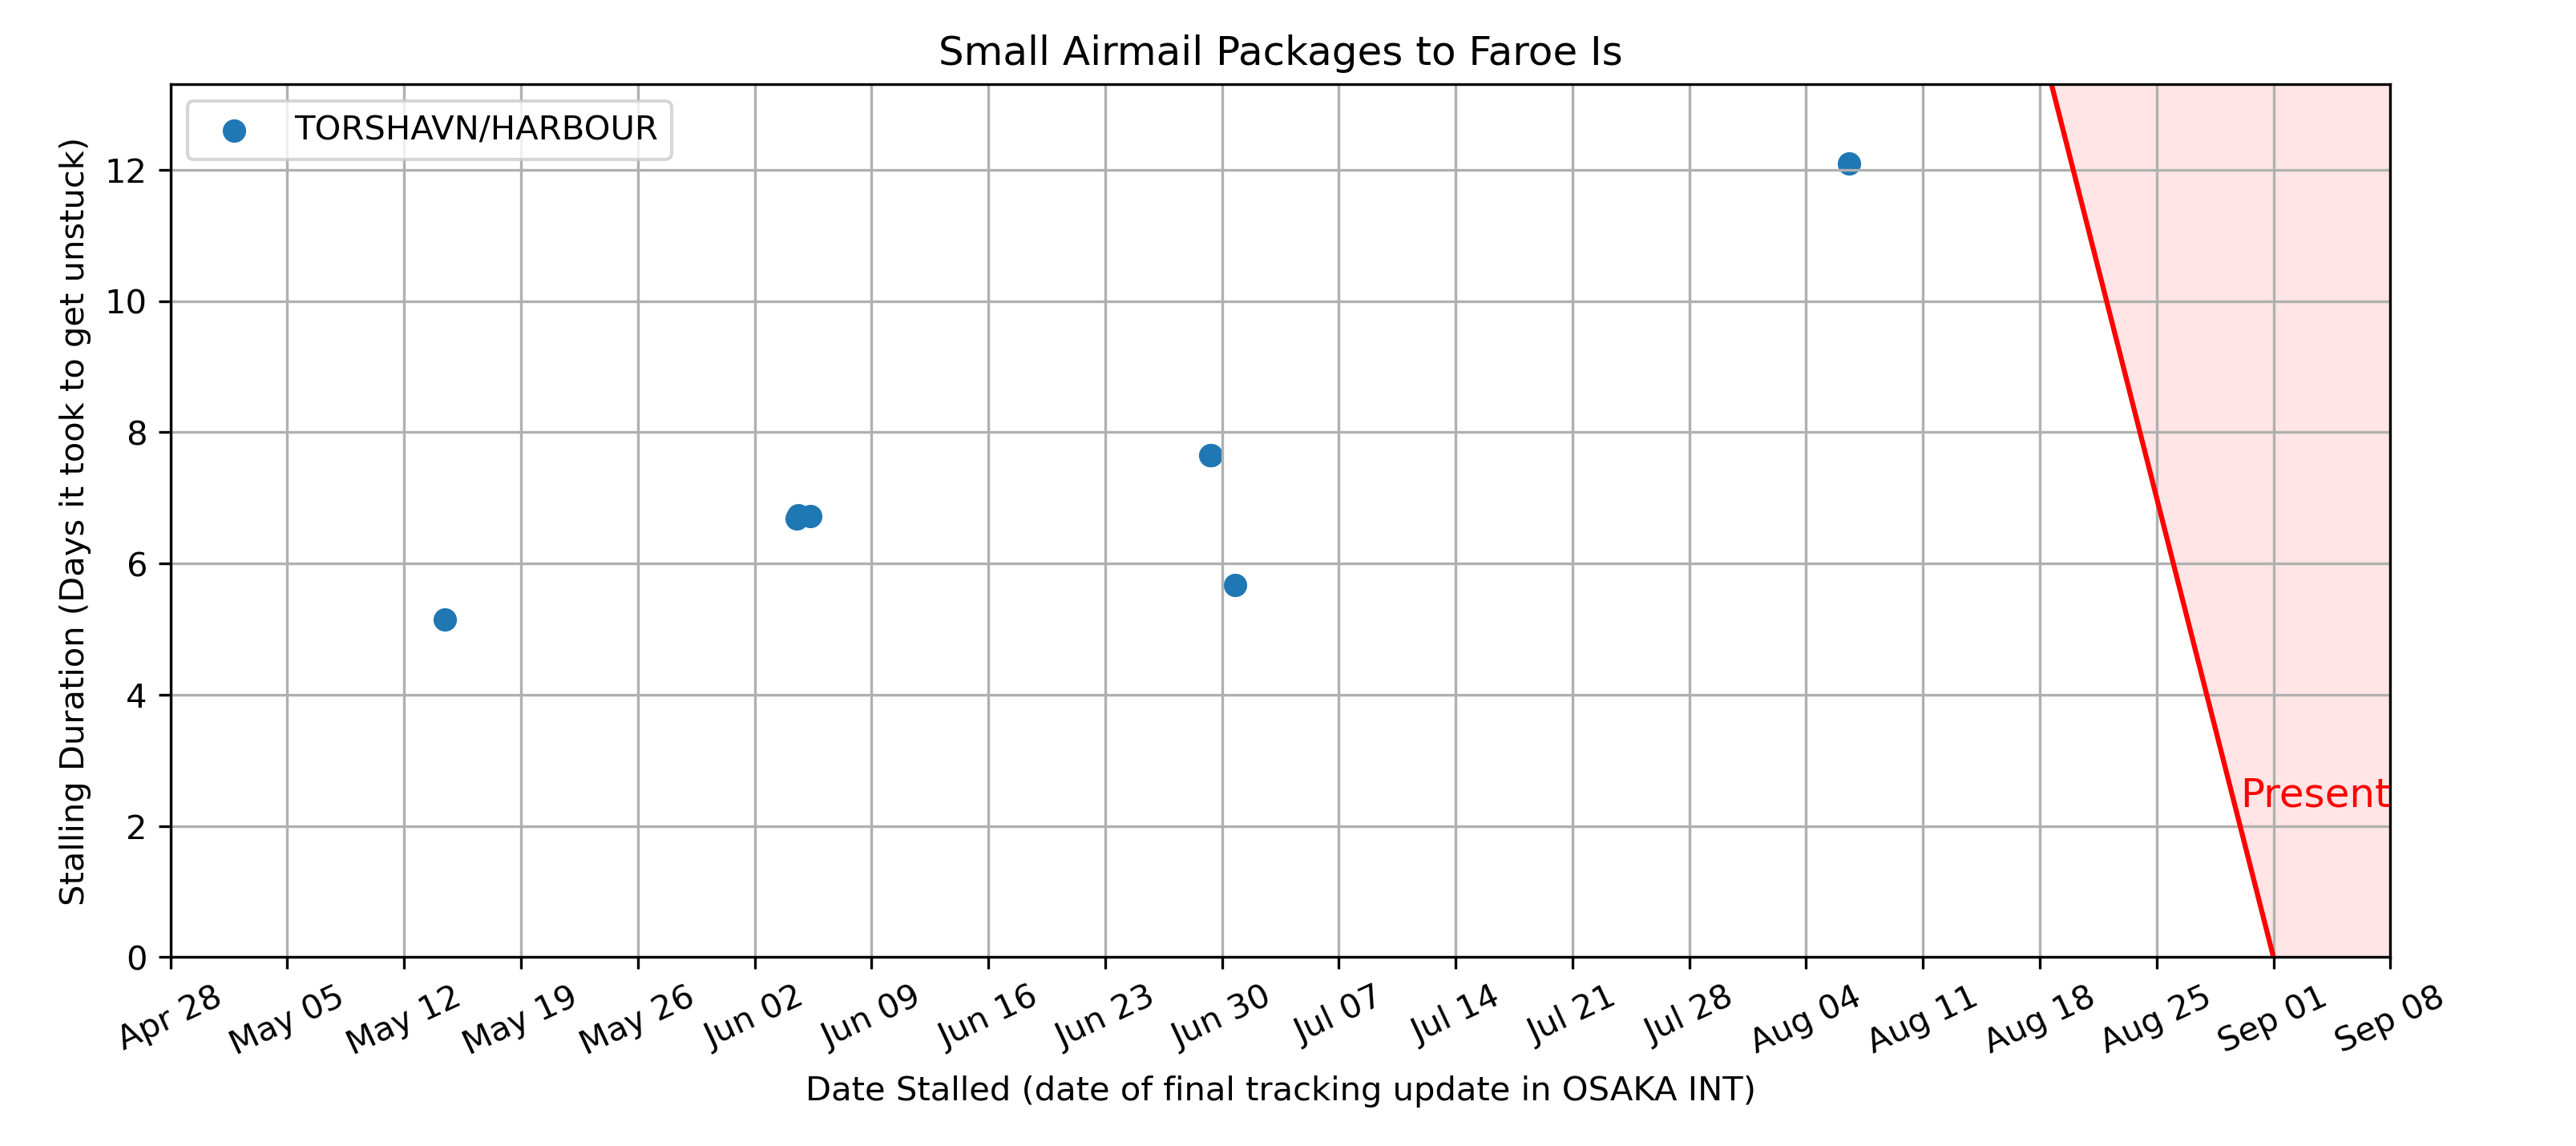 Small Airmail Packages to Faroe Is
TORSHAVN/HARBOUR
Stalling Duration (Days it took to get unstuck)
12
10
8
6
4
2
0
Present
Apr 28
May 05
May 12
May 19
May 26
Jun 02
Jun 09
Jun 16
Jun 23
Jun 30
Jul 07
Jul 14
Jul 21
Jul 28
Aug 04
Aug 11
Aug 18
Aug 25
Sep 01
Sep 08
Date Stalled (date of final tracking update in OSAKA INT)